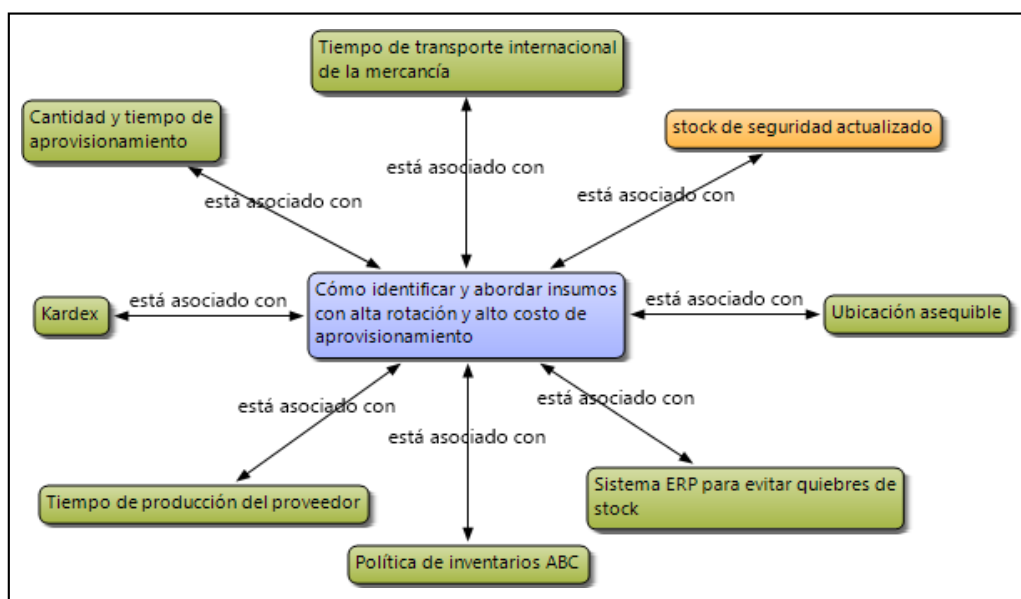 Tiempo de transporte internacional
de la mercancía
Cantidad y tiempo de
aprovisionamiento
stock de seguridad actualizado
está asociado con
está asociado con
está asociado con
Kardex
está asociado con
Cómo identificar y abordar insumos
con alta rotación y alto costo de
aprovisionamiento
está asociado con
Ubicación asequible
está asociado con
está asociado con
está asociado con
Tiempo de producción del proveedor
Sistema ERP para evitar quiebres de
stock
Política de inventarios ABC